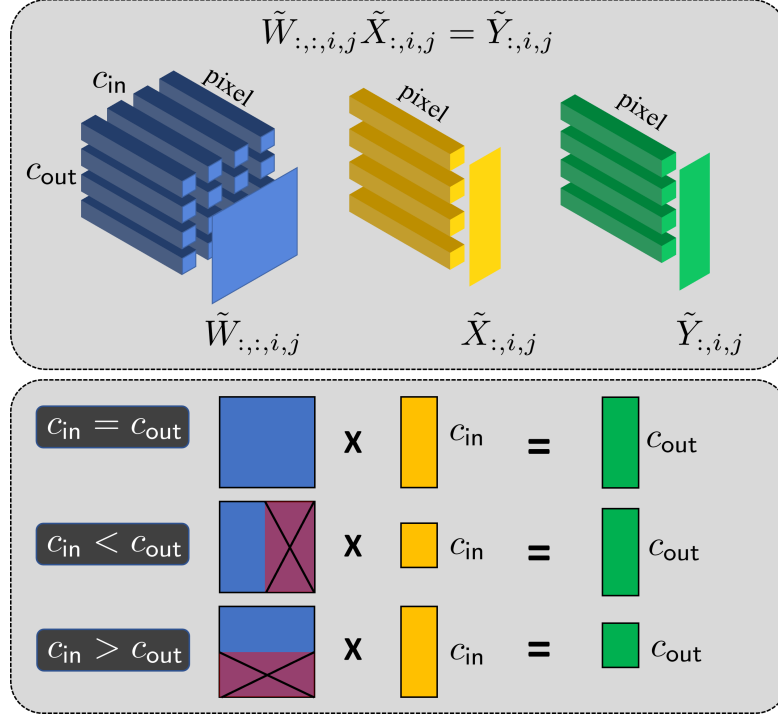 W̃:,:,i,j X̃:,i,j = Ỹ:,i,j
c_in pixel
pixel
pixel
c_out
W̃:,:,i,j X̃:,i,j Ỹ:,i,j
c_in = c_out X c_in = c_out
c_in < c_out X c_in = c_out
c_in > c_out X c_in = c_out